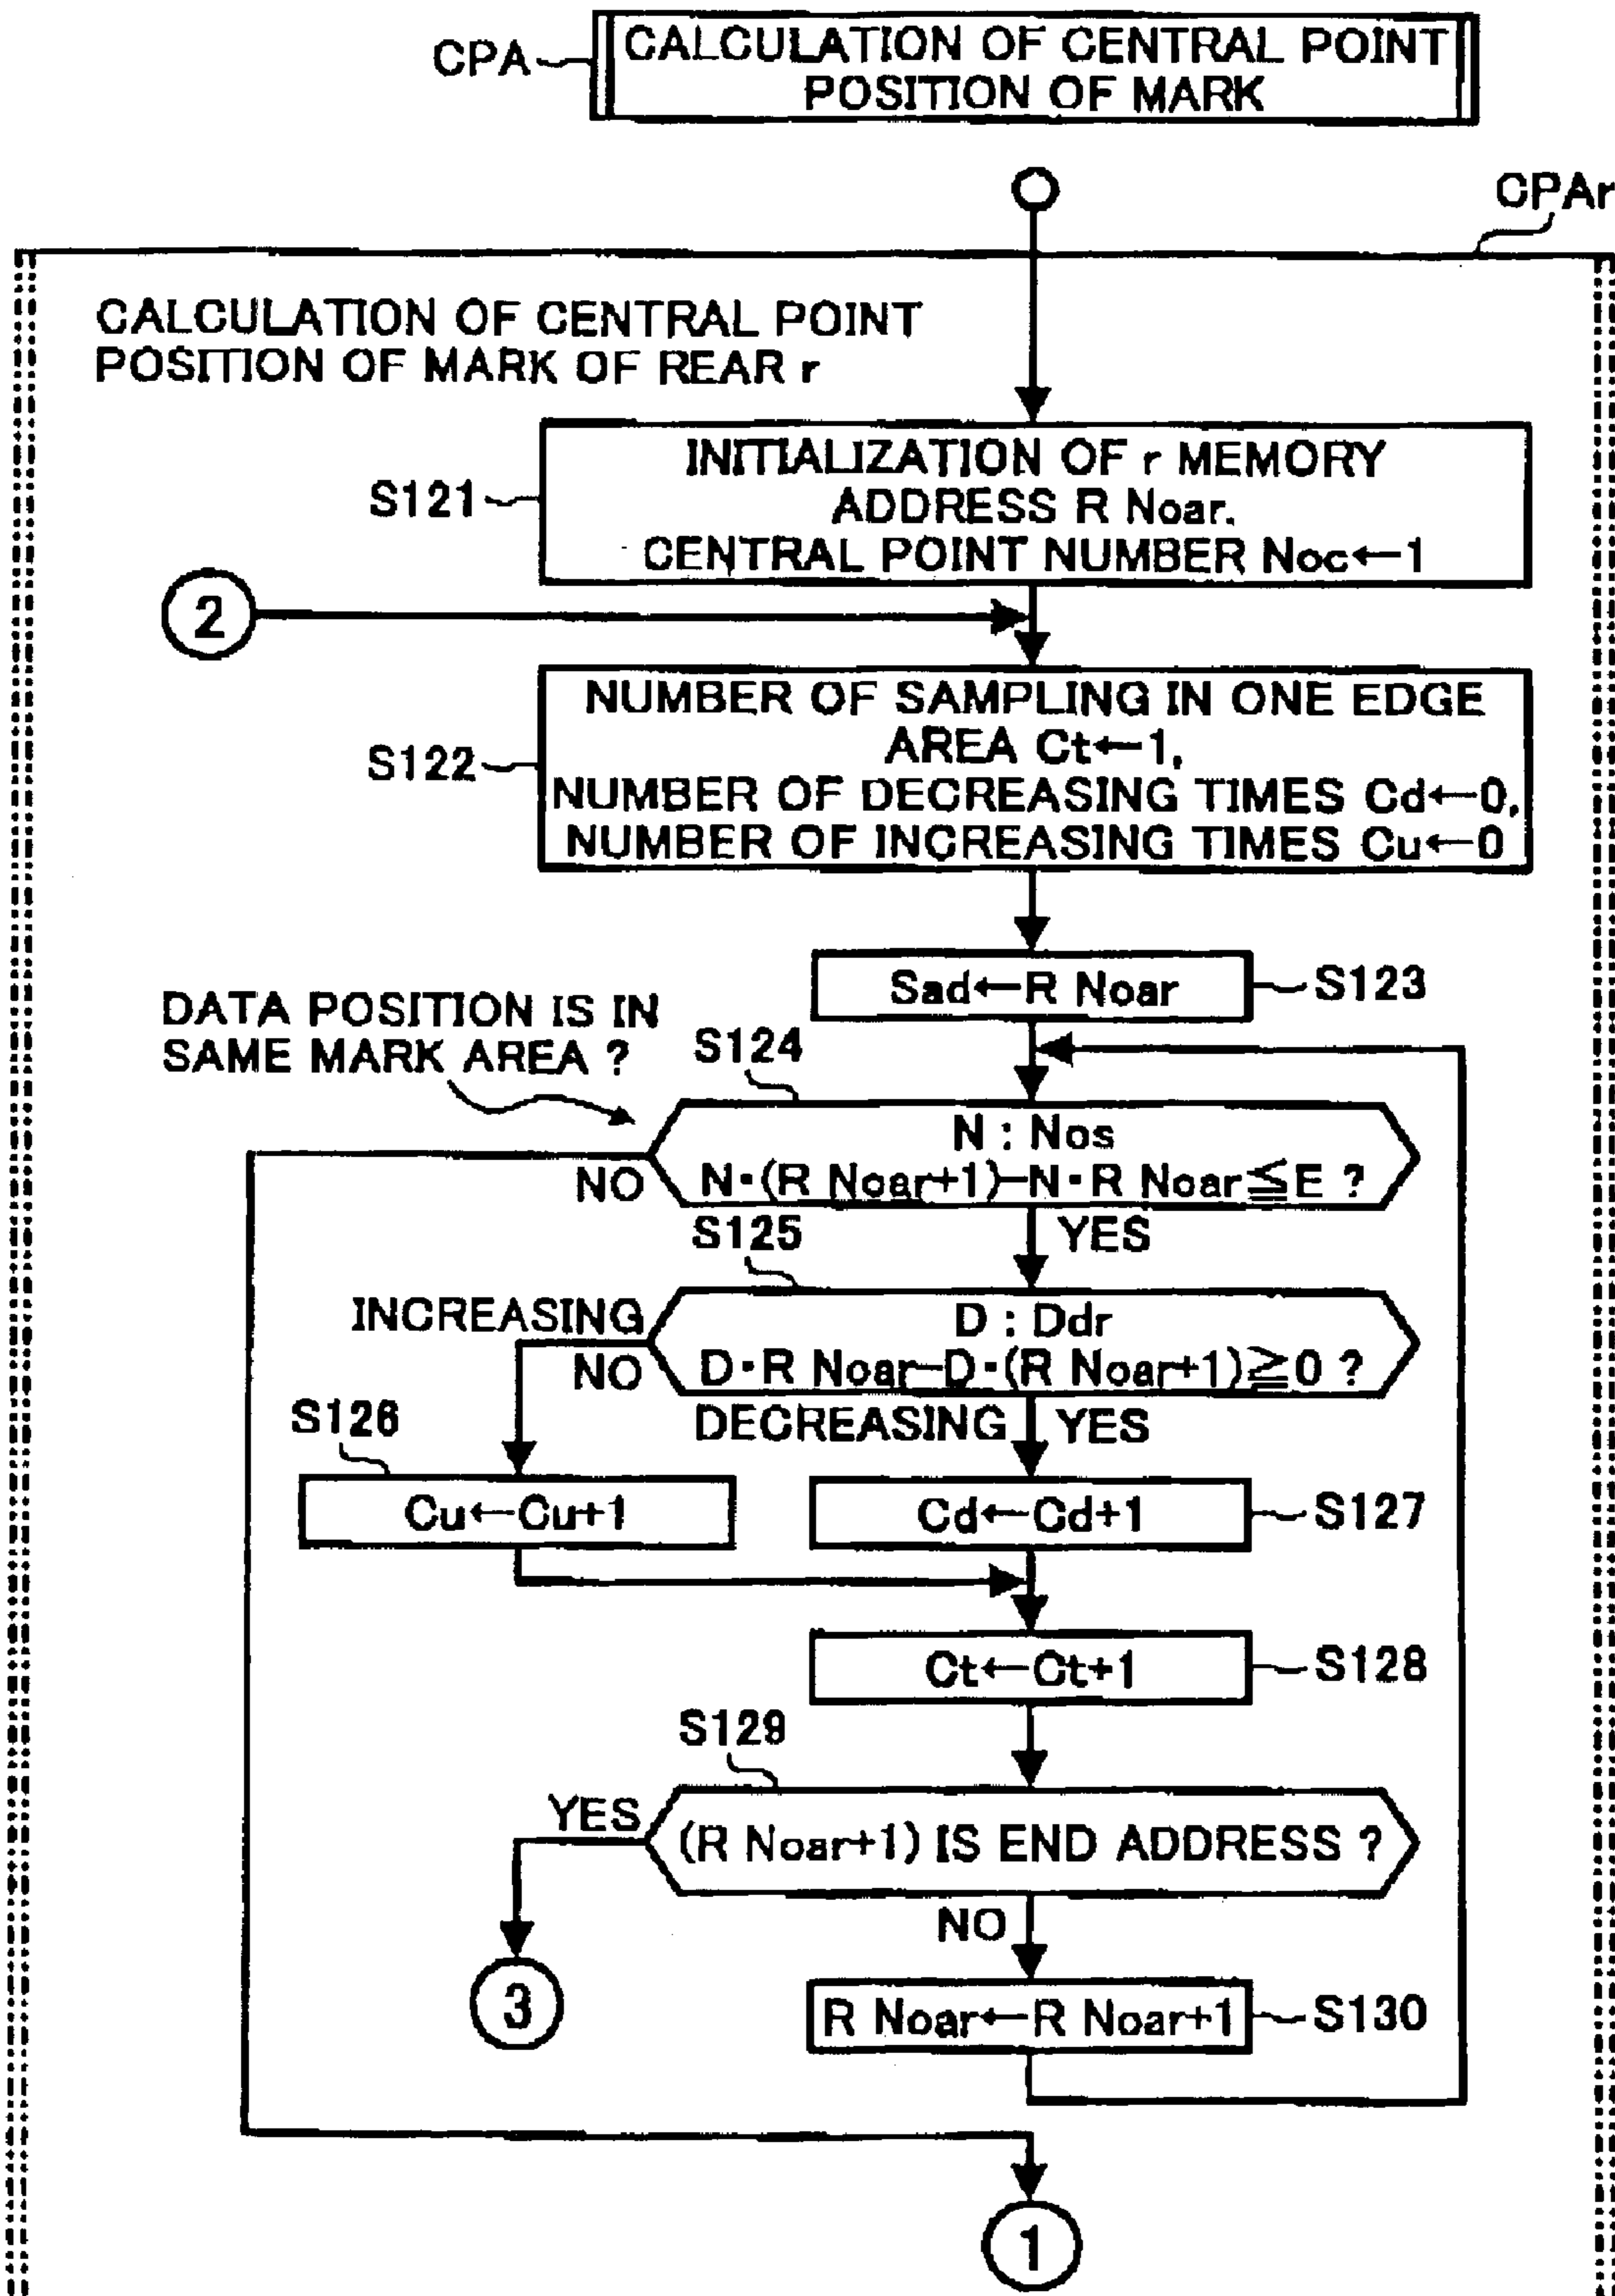 CPA
CALCULATION OF CENTRAL POINT
POSITION OF MARK
CPAr
CALCULATION OF CENTRAL POINT
POSITION OF MARK OF REAR r
S121
INITIALIZATION OF r MEMORY
ADDRESS R Noar.
CENTRAL POINT NUMBER Noc←1
2
S122
NUMBER OF SAMPLING IN ONE EDGE
AREA Ct←1,
NUMBER OF DECREASING TIMES Cd←0,
NUMBER OF INCREASING TIMES Cu←0
Sad←R Noar
S123
DATA POSITION IS IN
SAME MARK AREA ?
S124
N : Nos
N·(R Noar+1)−N·R Noar≦E ?
NO
YES
S125
D : Ddr
D·R Noar−D·(R Noar+1)≧0 ?
INCREASING
NO
DECREASING
YES
S126
Cu←Cu+1
Cd←Cd+1
S127
Ct←Ct+1
S128
S129
YES
(R Noar+1) IS END ADDRESS ?
NO
3
R Noar←R Noar+1
S130
1